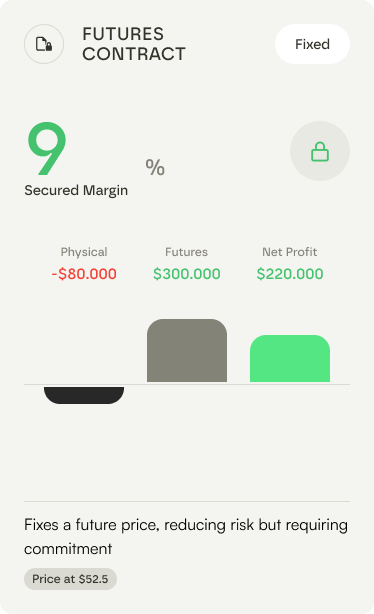 FUTURES
CONTRACT
Fixed
9
%
Secured Margin
Physical
Futures
Net Profit
-$80.000
$300.000
$220.000
Fixes a future price, reducing risk but requiring
commitment
Price at $52.5